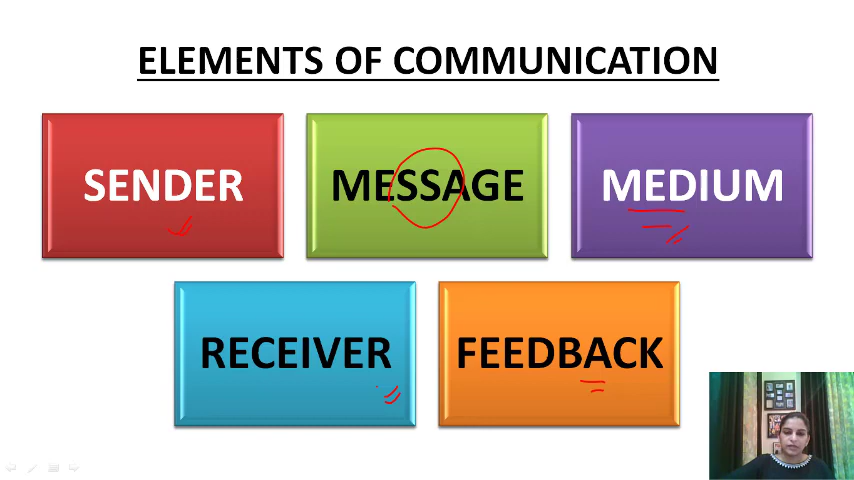 ELEMENTS OF COMMUNICATION
SENDER
MESSAGE
MEDIUM
RECEIVER
FEEDBACK